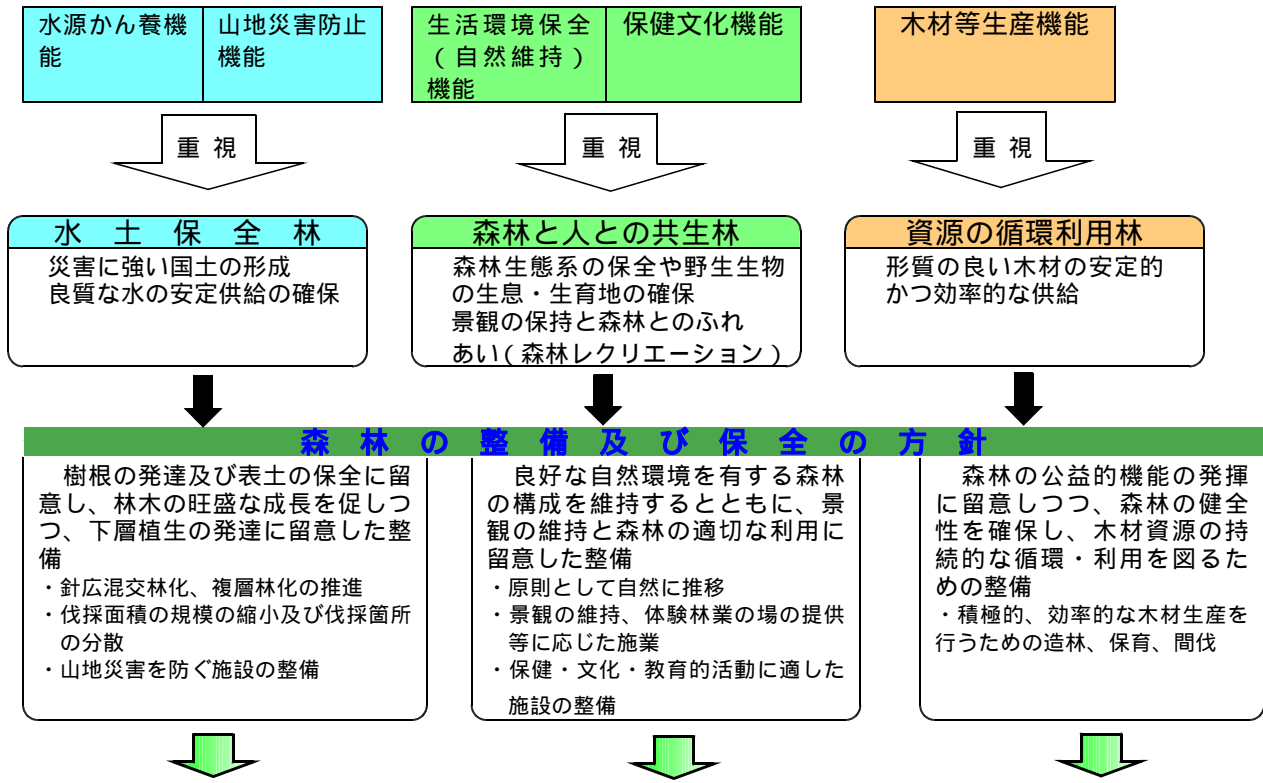 水源かん養機
能
山地災害防止
機能
生活環境保全
(自然維持)
機能
保健文化機能
木材等生産機能
重 視
重 視
重 視
水 土 保 全 林
災害に強い国土の形成
良質な水の安定供給の確保
森林と人との共生林
森林生態系の保全や野生生物
の生息・生育地の確保
景観の保持と森林とのふれ
あい(森林レクリエーション)
資源の循環利用林
形質の良い木材の安定的
かつ効率的な供給
森 林 の 整 備 及 び 保 全 の 方 針
樹根の発達及び表土の保全に留
意し、林木の旺盛な成長を促しつ
つ、下層植生の発達に留意した整
備
・針広混交林化、複層林化の推進
・伐採面積の規模の縮小及び伐採箇所
の分散
・山地災害を防ぐ施設の整備
良好な自然環境を有する森林
の構成を維持するとともに、景
観の維持と森林の適切な利用に
留意した整備
・原則として自然に推移
・景観の維持、体験林業の場の提供
等に応じた施業
・保健・文化・教育的活動に適した
施設の整備
森林の公益的機能の発揮
に留意しつつ、森林の健全
性を確保し、木材資源の持
続的な循環・利用を図るた
めの整備
・積極的、効率的な木材生産を
行うための造林、保育、間伐